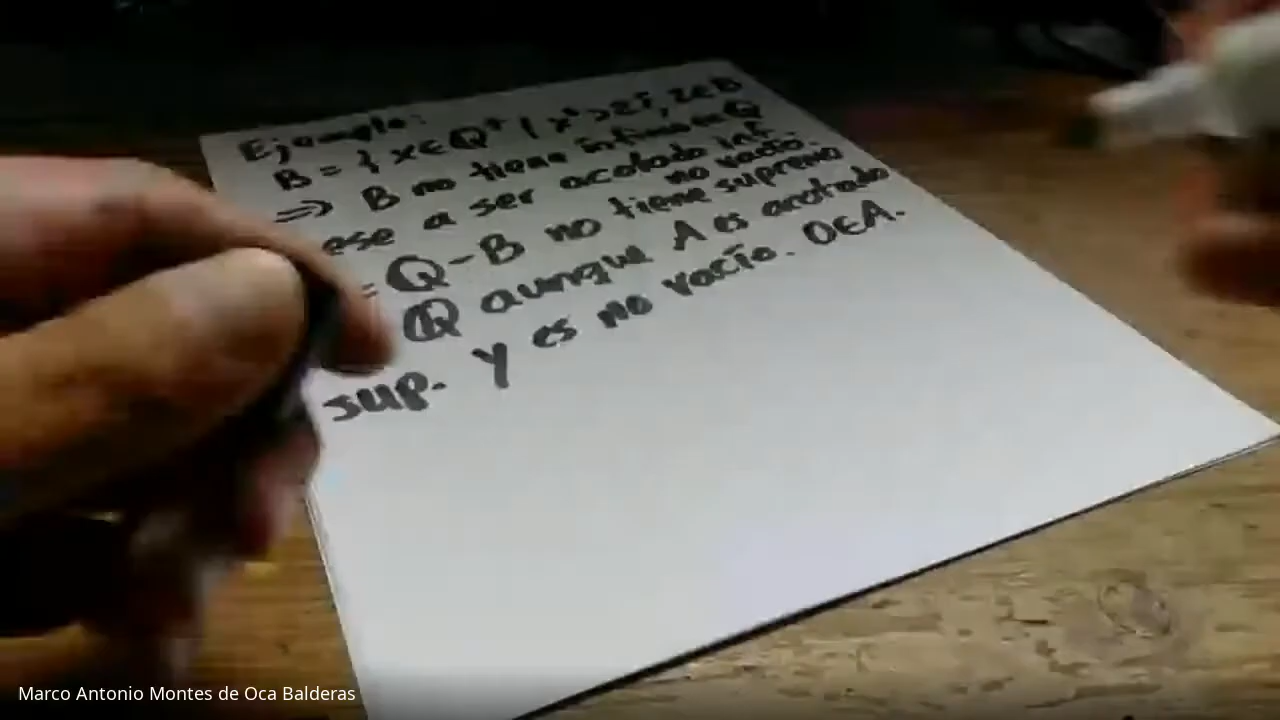 Ejemplo:
B = { x ∈ Q⁺ | x² > 2 }, 2 ∈ B
⇒ B no tiene ínfimo en Q
ese a ser acotado inf.
no vacío.
= Q - B no tiene supremo
Q aunque A es acotado
sup. Y es no vacío. 0 ∈ A.
Marco Antonio Montes de Oca Balderas